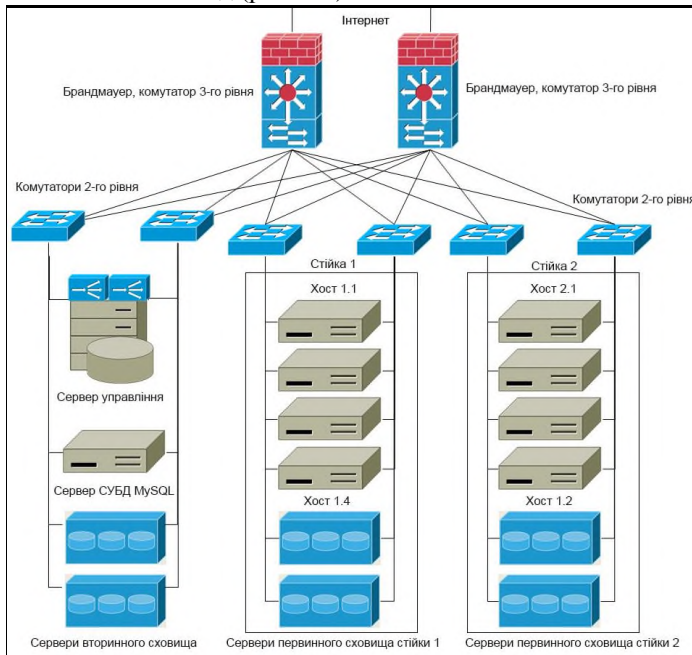 Інтернет
Брандмауер, комутатор 3-го рівня
Брандмауер, комутатор 3-го рівня
Комутатори 2-го рівня
Комутатори 2-го рівня
Стійка 1
Стійка 2
Хост 1.1
Хост 2.1
Сервер управління
Сервер СУБД MySQL
Хост 1.4
Хост 1.2
Сервери вторинного сховища
Сервери первинного сховища стійки 1
Сервери первинного сховища стійки 2